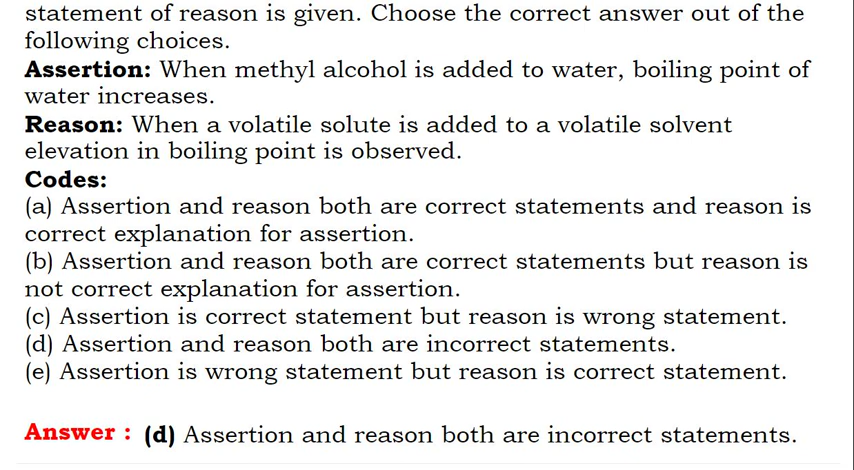 statement of reason is given. Choose the correct answer out of the
following choices.
Assertion: When methyl alcohol is added to water, boiling point of
water increases.
Reason: When a volatile solute is added to a volatile solvent
elevation in boiling point is observed.
Codes:
(a) Assertion and reason both are correct statements and reason is
correct explanation for assertion.
(b) Assertion and reason both are correct statements but reason is
not correct explanation for assertion.
(c) Assertion is correct statement but reason is wrong statement.
(d) Assertion and reason both are incorrect statements.
(e) Assertion is wrong statement but reason is correct statement.
Answer : (d) Assertion and reason both are incorrect statements.